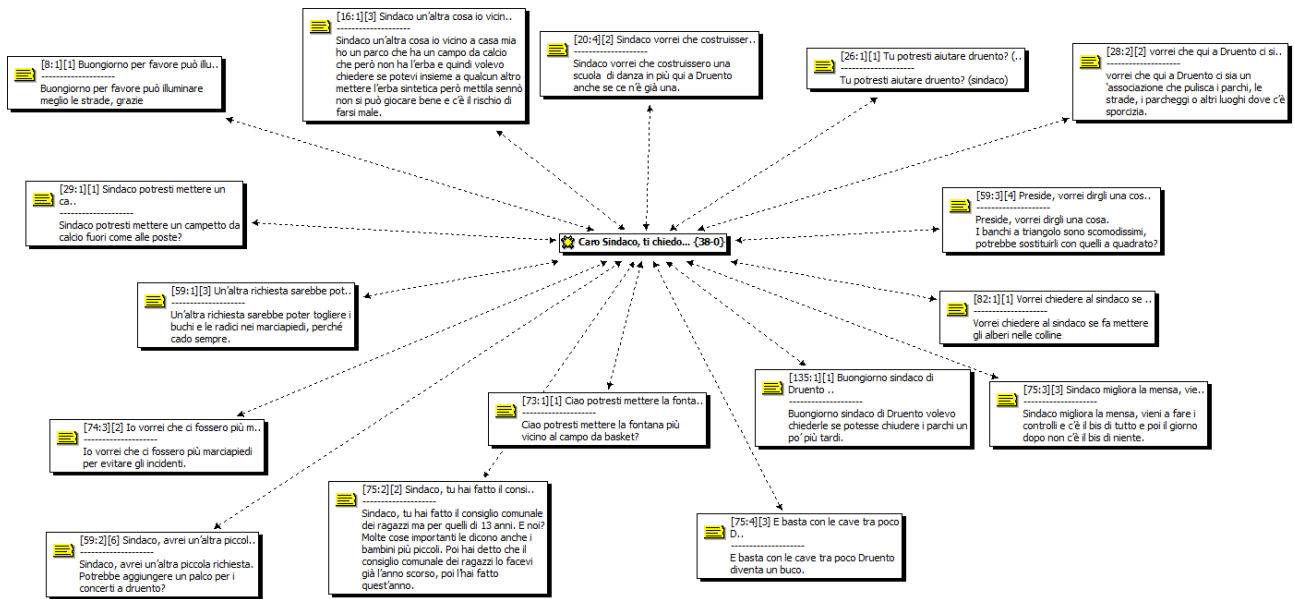 [8:1][1] Buongiorno per favore può illu..
--------------------
Buongiorno per favore può illuminare
meglio le strade, grazie
[16:1][3] Sindaco un'altra cosa io vicin..
--------------------
Sindaco un'altra cosa io vicino a casa mia
ho un parco che ha un campo da calcio
che però non ha l'erba e quindi volevo
chiedere se potevi insieme a qualcun altro
mettere l'erba sintetica però mettila sennò
non si può giocare bene e c'è il rischio di
farsi male.
[20:4][2] Sindaco vorrei che costruisser..
--------------------
Sindaco vorrei che costruissero una
scuola di danza in più qui a Druento
anche se ce n'è già una.
[26:1][1] Tu potresti aiutare druento? (..
--------------------
Tu potresti aiutare druento? (sindaco)
[28:2][2] vorrei che qui a Druento ci si..
--------------------
vorrei che qui a Druento ci sia un
'associazione che pulisca i parchi, le
strade, i parcheggi o altri luoghi dove c'è
sporcizia.
[29:1][1] Sindaco potresti mettere un
ca..
--------------------
Sindaco potresti mettere un campetto da
calcio fuori come alle poste?
[59:3][4] Preside, vorrei dirgli una cos..
--------------------
Preside, vorrei dirgli una cosa.
I banchi a triangolo sono scomodissimi,
potrebbe sostituirli con quelli a quadrato?
Caro Sindaco, ti chiedo... {38-0}
[59:1][3] Un'altra richiesta sarebbe pot..
--------------------
Un'altra richiesta sarebbe poter togliere i
buchi e le radici nei marciapiedi, perché
cado sempre.
[82:1][1] Vorrei chiedere al sindaco se ..
--------------------
Vorrei chiedere al sindaco se fa mettere
gli alberi nelle colline
[74:3][2] Io vorrei che ci fossero più m..
--------------------
Io vorrei che ci fossero più marciapiedi
per evitare gli incidenti.
[73:1][1] Ciao potresti mettere la fonta..
--------------------
Ciao potresti mettere la fontana più
vicino al campo da basket?
[135:1][1] Buongiorno sindaco di
Druento ..
--------------------
Buongiorno sindaco di Druento volevo
chiederle se potesse chiudere i parchi un
po' più tardi.
[75:3][3] Sindaco migliora la mensa, vie..
--------------------
Sindaco migliora la mensa, vieni a fare i
controlli e c'è il bis di tutto e poi il giorno
dopo non c'è il bis di niente.
[59:2][6] Sindaco, avrei un'altra piccol..
--------------------
Sindaco, avrei un'altra piccola richiesta.
Potrebbe aggiungere un palco per i
concerti a druento?
[75:2][2] Sindaco, tu hai fatto il consi..
--------------------
Sindaco, tu hai fatto il consiglio comunale
dei ragazzi ma per quelli di 13 anni. E noi?
Molte cose importanti le dicono anche i
bambini più piccoli. Poi hai detto che il
consiglio comunale dei ragazzi lo facevi
già l'anno scorso, poi l'hai fatto
quest'anno.
[75:4][3] E basta con le cave tra poco
D..
--------------------
E basta con le cave tra poco Druento
diventa un buco.